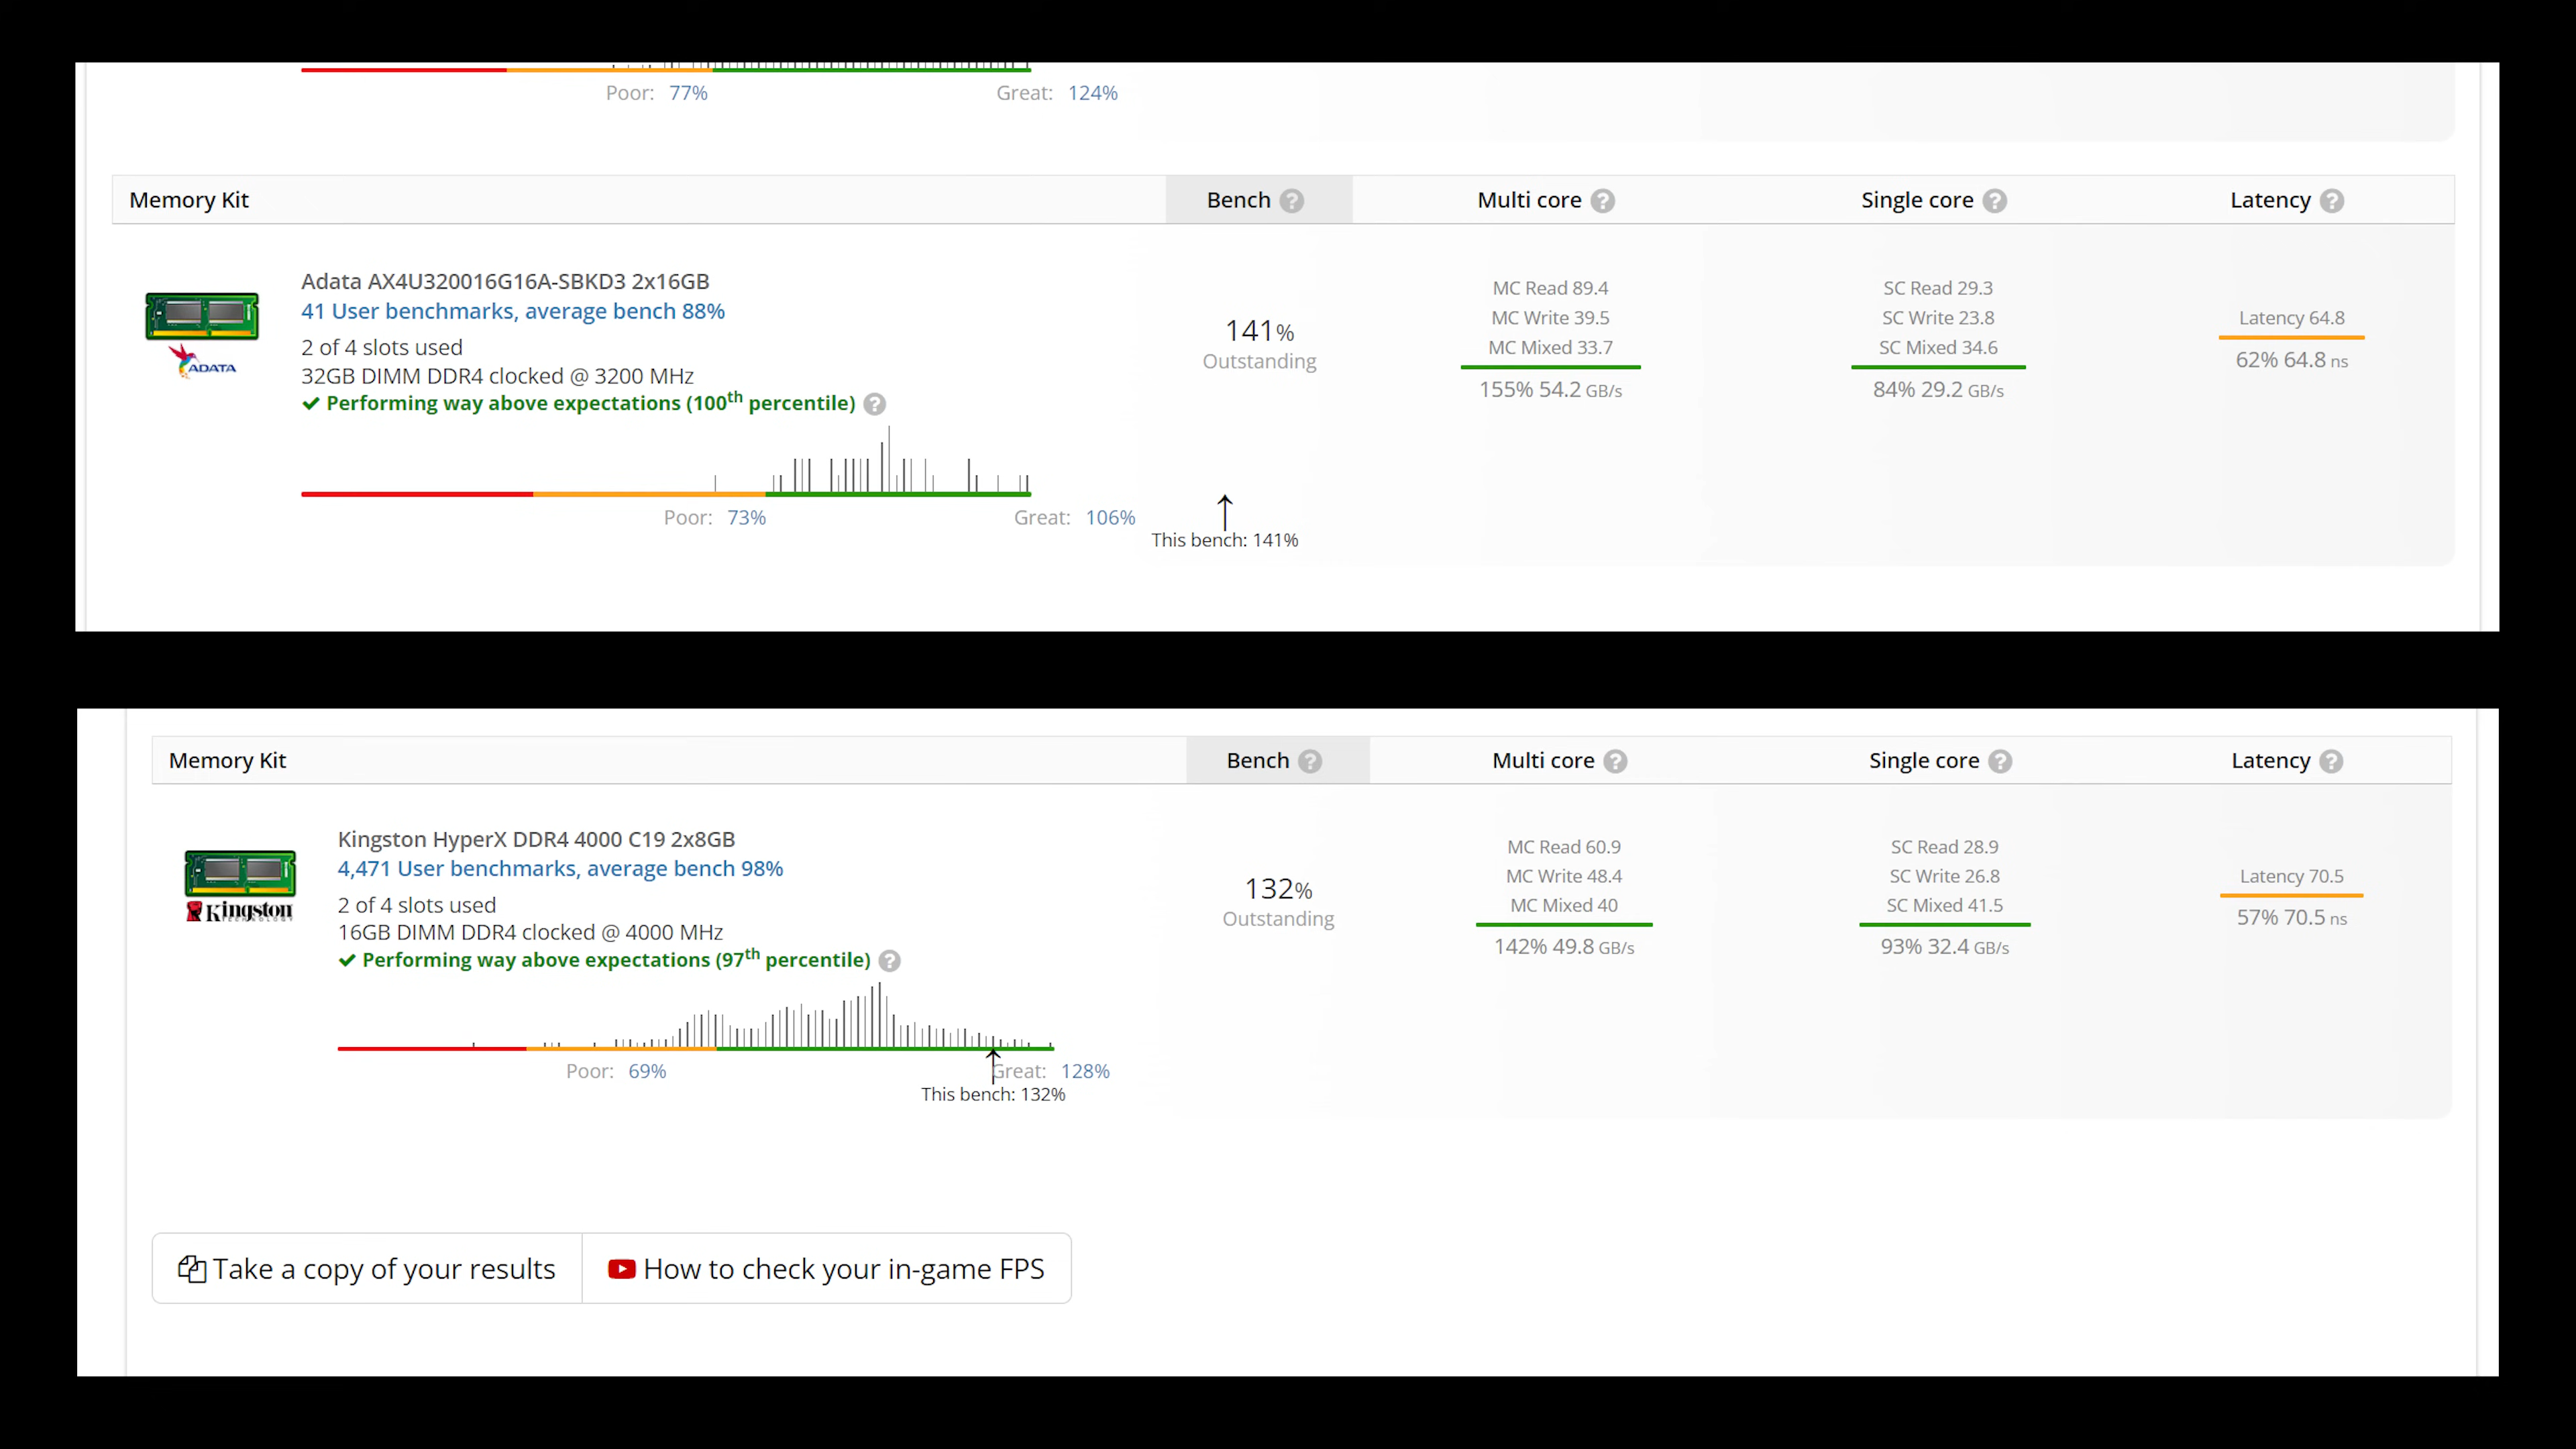 Poor: 77% Great: 124%
Memory Kit Bench ? Multi core ? Single core ? Latency ?
Adata AX4U320016G16A-SBKD3 2x16GB
41 User benchmarks, average bench 88%
2 of 4 slots used
32GB DIMM DDR4 clocked @ 3200 MHz
Performing way above expectations (100th percentile) ?
ADATA
Poor: 73% Great: 106%
This bench: 141%
141%
Outstanding
MC Read 89.4
MC Write 39.5
MC Mixed 33.7
155% 54.2 GB/s
SC Read 29.3
SC Write 23.8
SC Mixed 34.6
84% 29.2 GB/s
Latency 64.8
62% 64.8 ns
Memory Kit Bench ? Multi core ? Single core ? Latency ?
Kingston HyperX DDR4 4000 C19 2x8GB
4,471 User benchmarks, average bench 98%
2 of 4 slots used
16GB DIMM DDR4 clocked @ 4000 MHz
Performing way above expectations (97th percentile) ?
Kingston
TECHNOLOGY
Poor: 69% Great: 128%
This bench: 132%
132%
Outstanding
MC Read 60.9
MC Write 48.4
MC Mixed 40
142% 49.8 GB/s
SC Read 28.9
SC Write 26.8
SC Mixed 41.5
93% 32.4 GB/s
Latency 70.5
57% 70.5 ns
Take a copy of your results How to check your in-game FPS